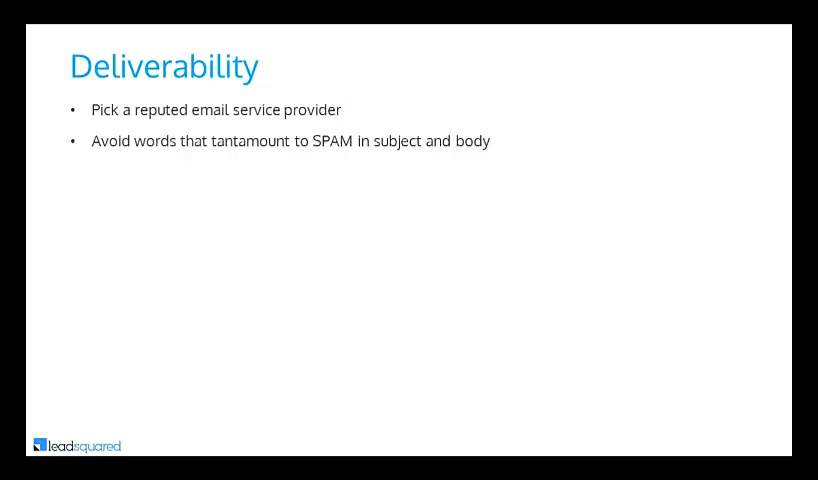 Deliverability
• Pick a reputed email service provider
• Avoid words that tantamount to SPAM in subject and body
leadsquared